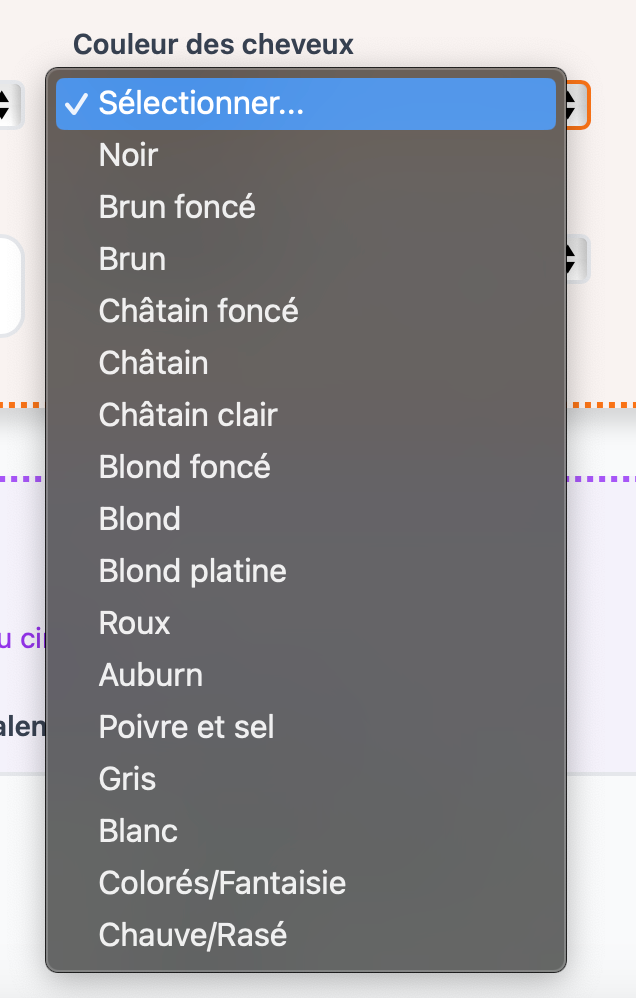 Couleur des cheveux
Sélectionner...
Noir
Brun foncé
Brun
Châtain foncé
Châtain
Châtain clair
Blond foncé
Blond
Blond platine
Roux
Auburn
Poivre et sel
Gris
Blanc
Colorés/Fantaisie
Chauve/Rasé